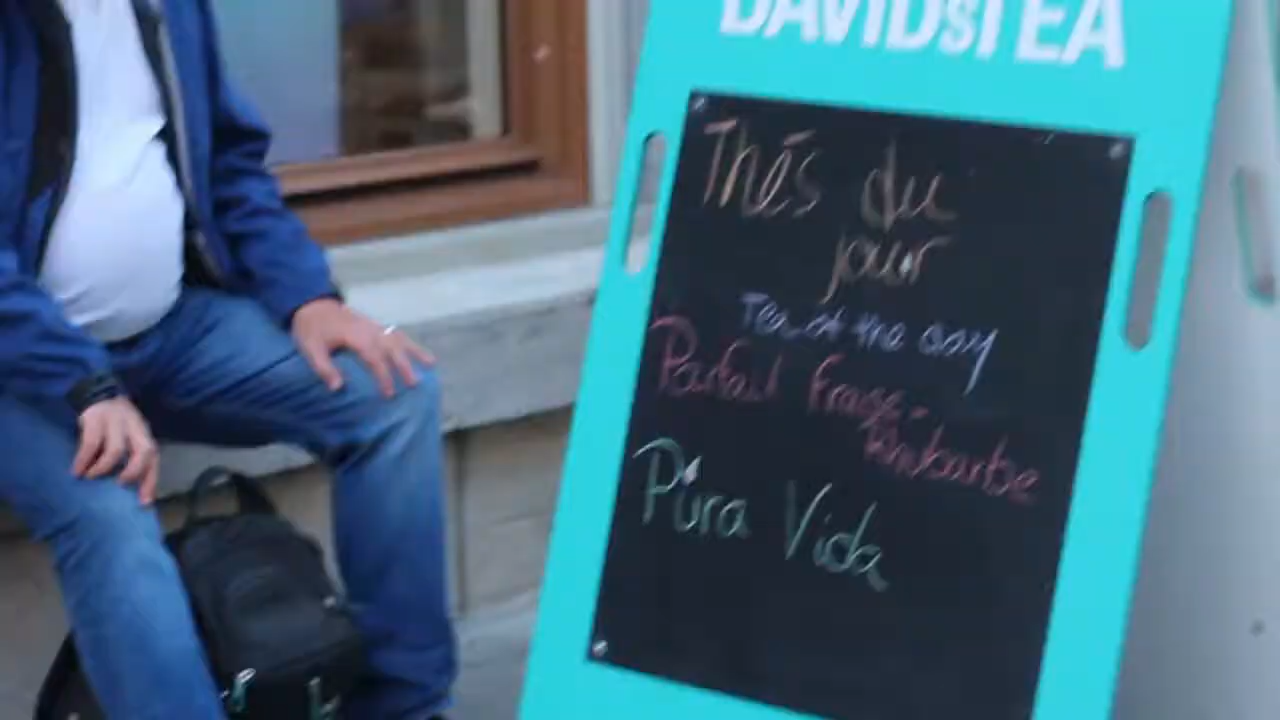 DAVIDsTEA
Thés du
jour
Tea of the day
Parfait Fraise-
Rhubarbe
Pura Vida